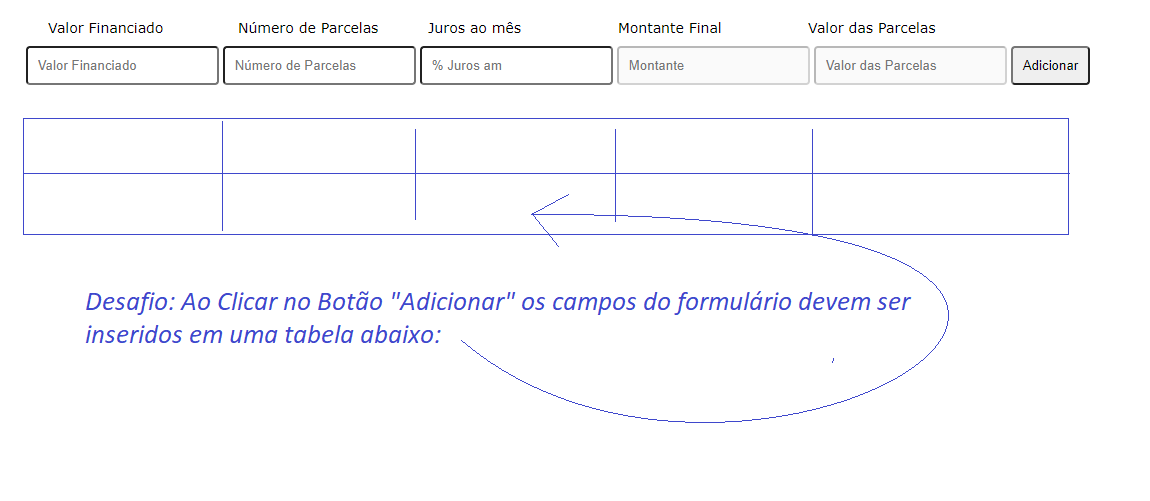 Valor Financiado Número de Parcelas Juros ao mês Montante Final Valor das Parcelas
Valor Financiado Número de Parcelas % Juros am Montante Valor das Parcelas Adicionar
Desafio: Ao Clicar no Botão "Adicionar" os campos do formulário devem ser
inseridos em uma tabela abaixo: